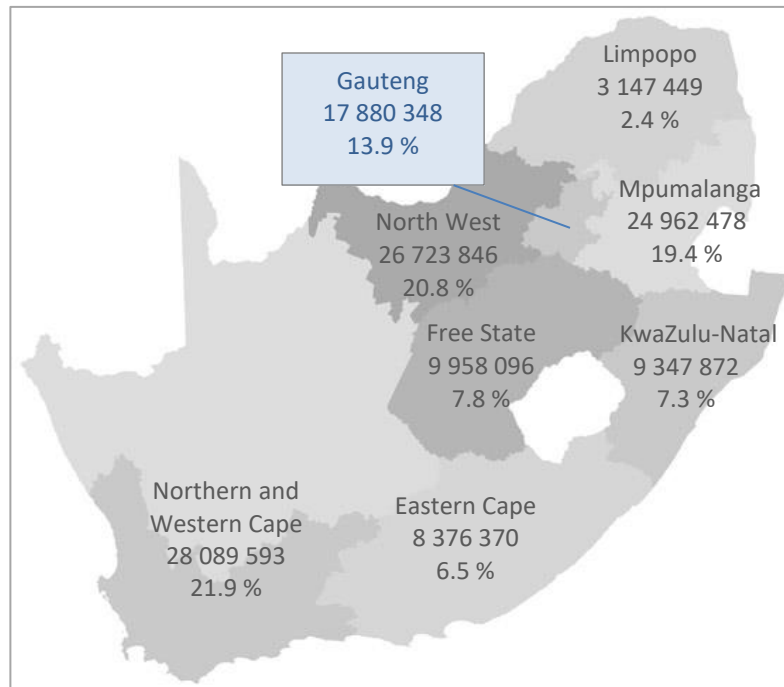 Limpopo
3 147 449
2.4 %
Gauteng
17 880 348
13.9 %
Mpumalanga
24 962 478
19.4 %
North West
26 723 846
20.8 %
Free State
9 958 096
7.8 %
KwaZulu-Natal
9 347 872
7.3 %
Northern and
Western Cape
28 089 593
21.9 %
Eastern Cape
8 376 370
6.5 %